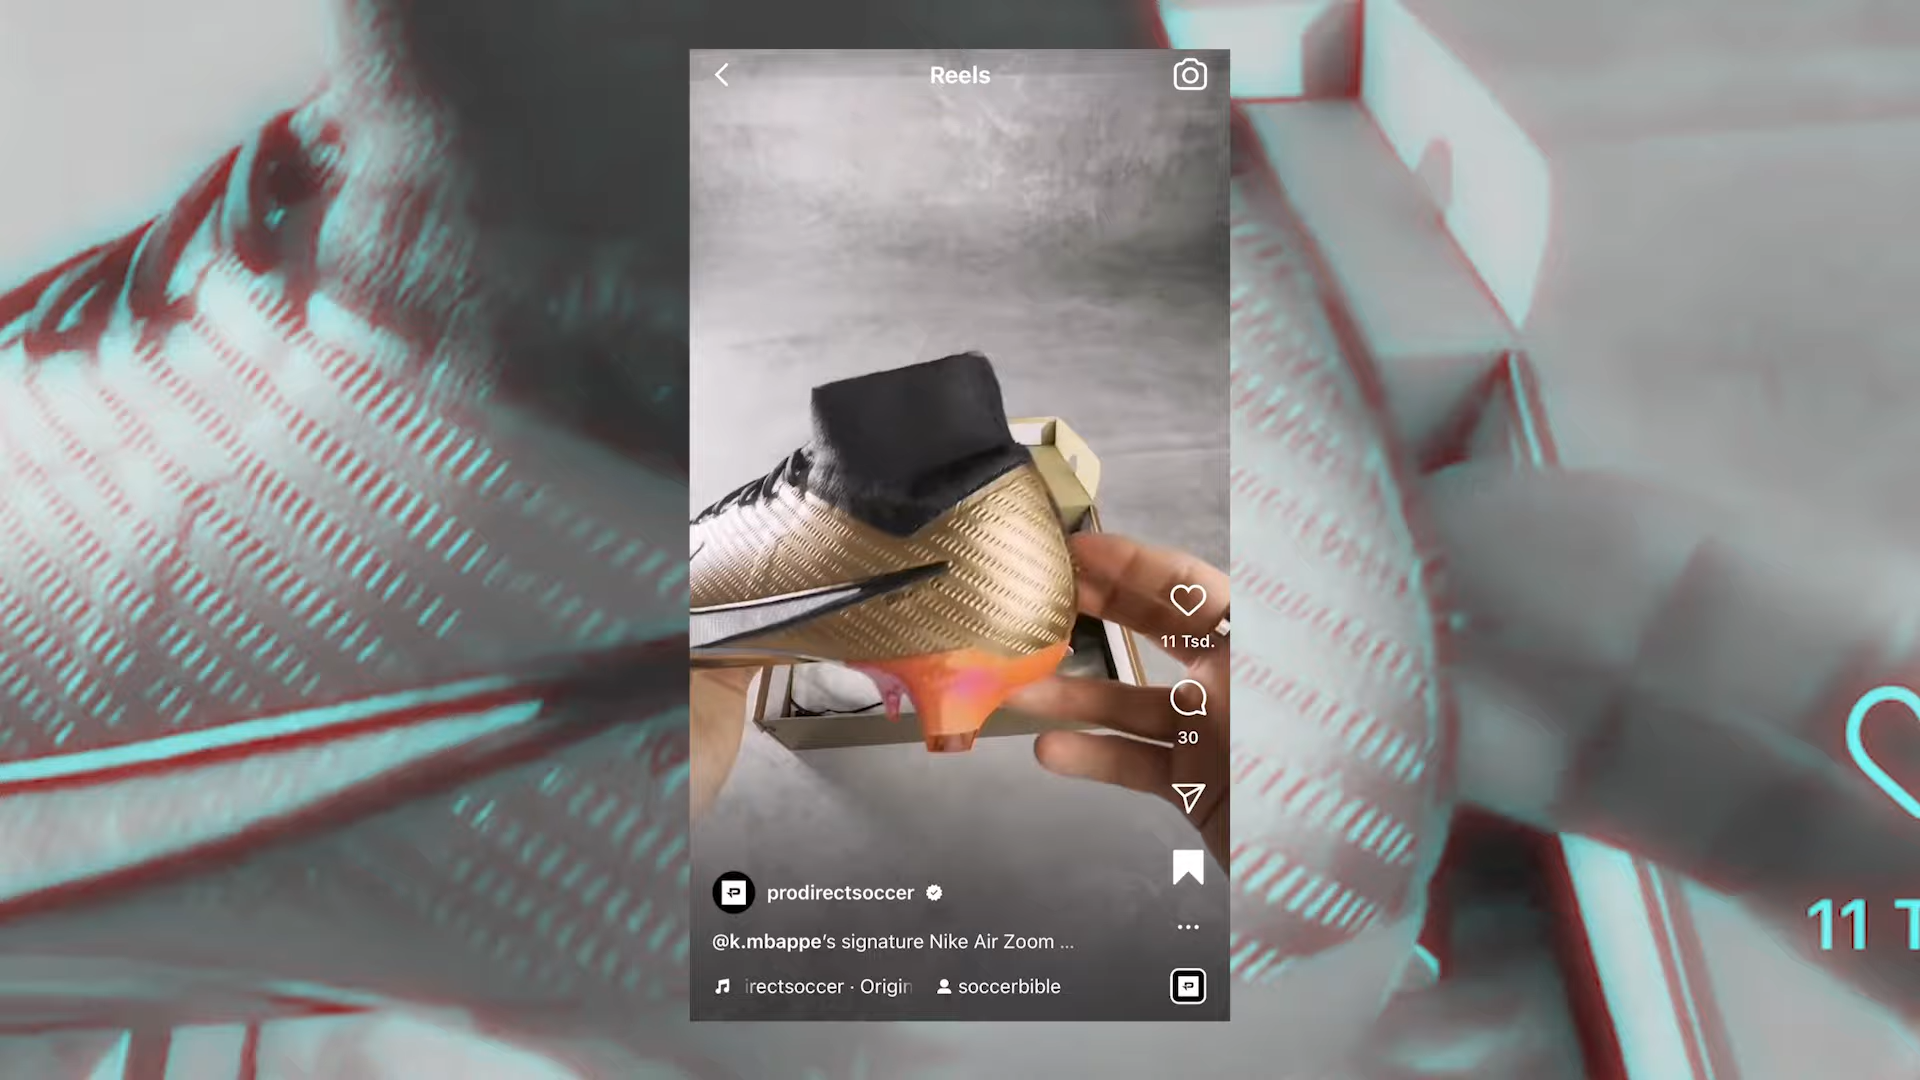 Reels
11 Tsd.
30
prodirectsoccer
@k.mbappe's signature Nike Air Zoom ...
irectsoccer · Origin
soccerbible
11 T